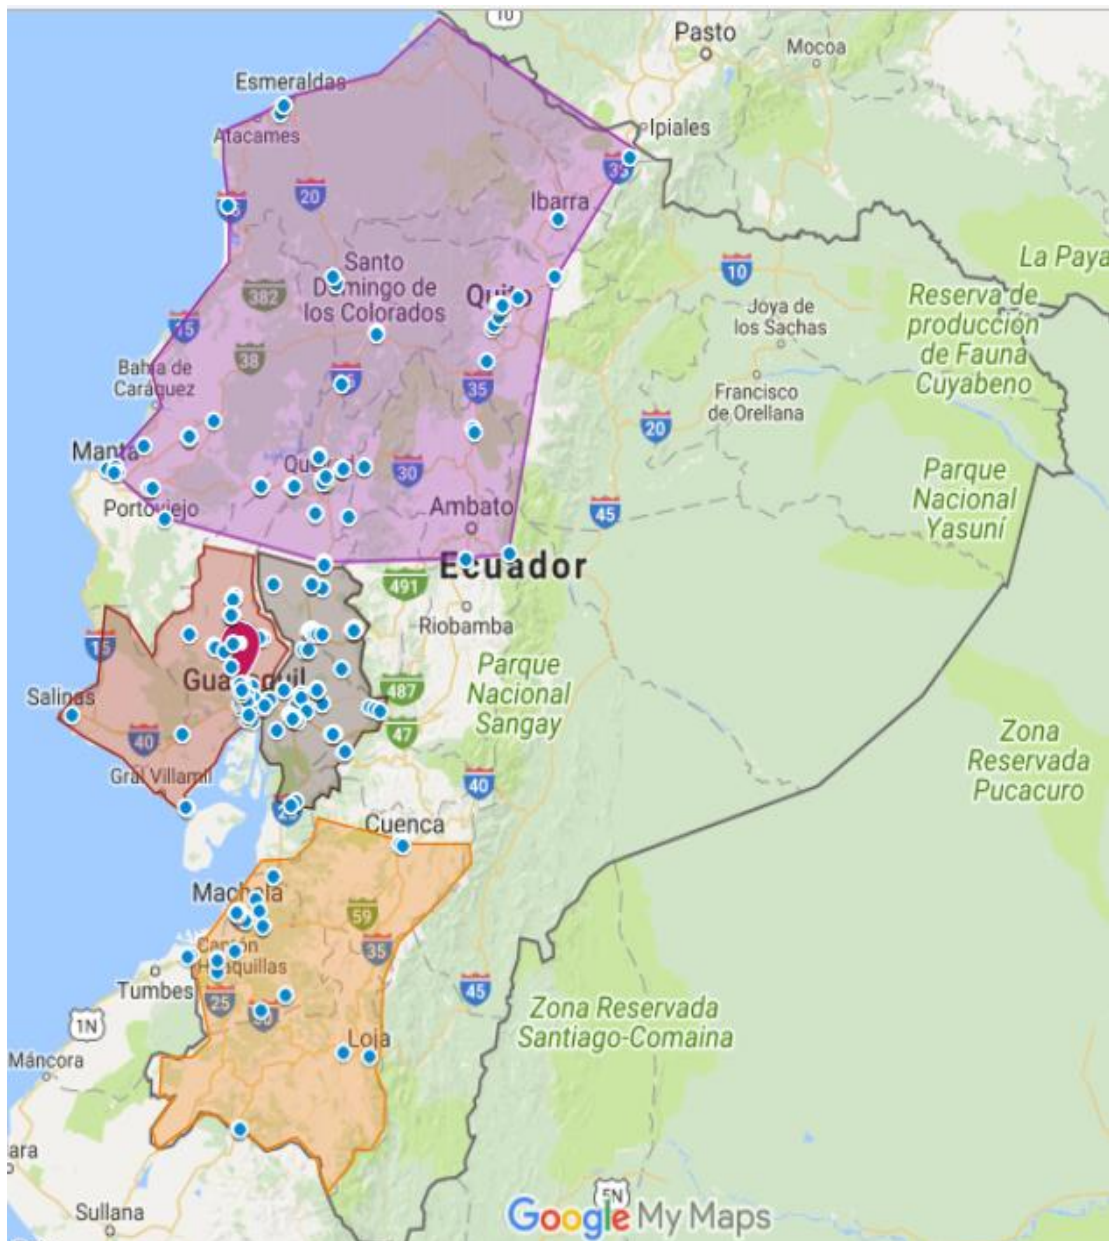 10
Pasto
Mocoa
Esmeraldas
Atacames
Ipiales
35
20
Ibarra
La Paya
Santo
Domingo de
los Colorados
382
Quito
10
Joya de
los Sachas
Reserva de
producción
de Fauna
Cuyabeno
15
38
Bahía de
Caráquez
35
Francisco
de Orellana
20
Manta
30
Parque
Nacional
Yasuní
Portoviejo
Ambato
45
Ecuador
491
Riobamba
15
Parque
Nacional
Sangay
Salinas
487
40
47
Zona
Reservada
Pucacuro
Gral Villamil
40
25
Cuenca
Machala
59
35
Cantón
Huaquillas
Tumbes
25
45
1N
Zona Reservada
Santiago-Comaina
Loja
Máncora
5N
Sullana
Google My Maps